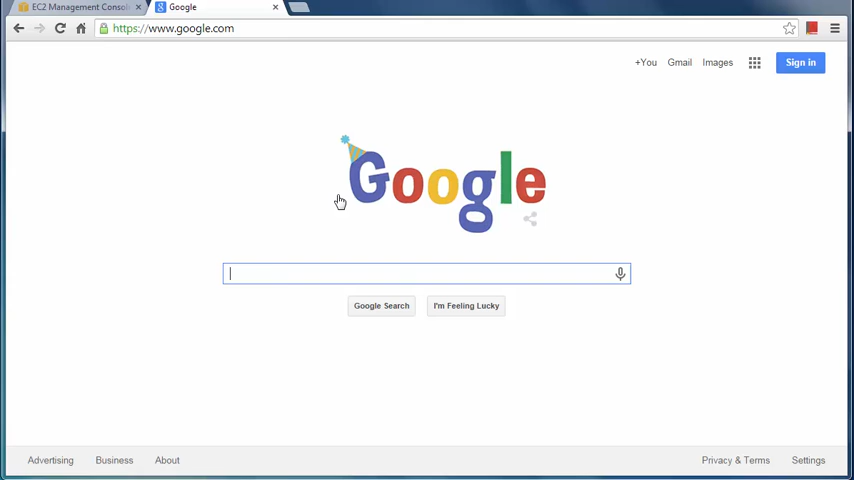 EC2 Management Consol
Google
https://www.google.com
+You Gmail Images Sign in
Google
Google Search I'm Feeling Lucky
Advertising Business About Privacy & Terms Settings